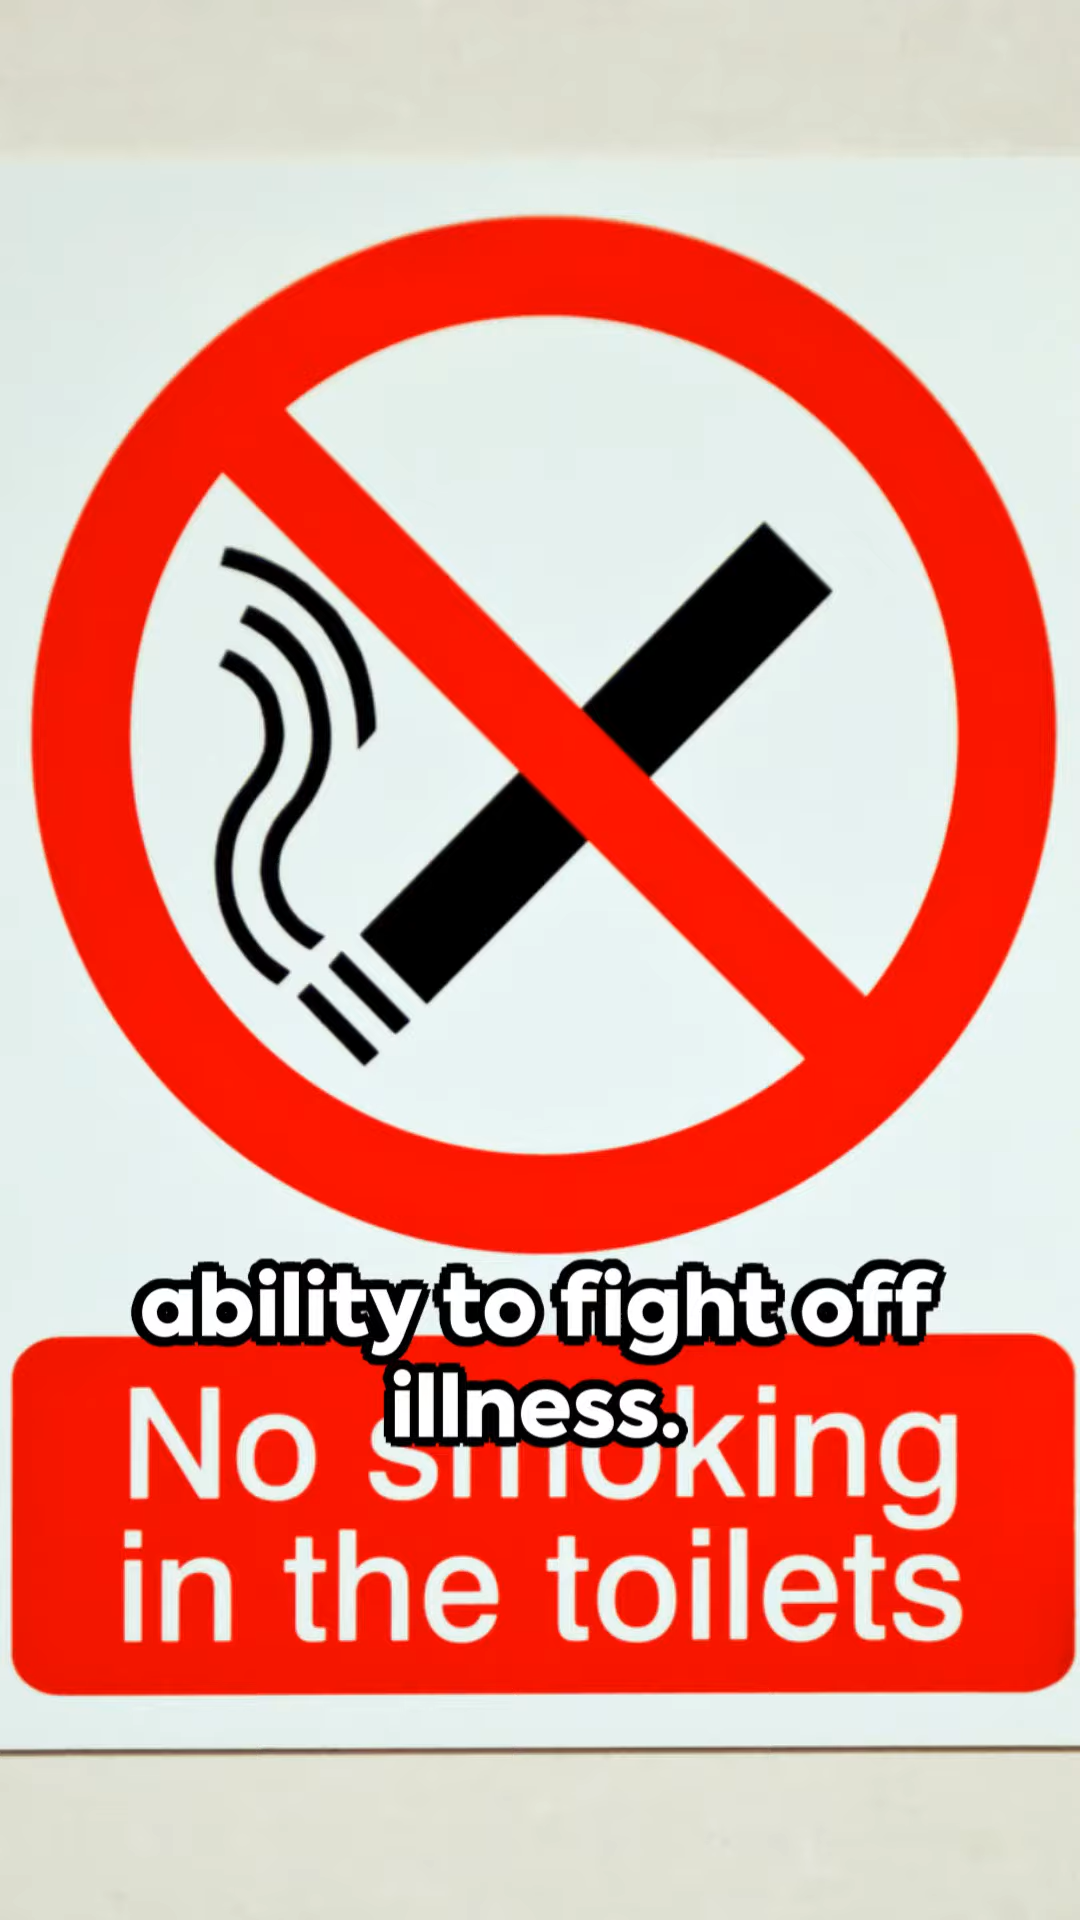 ability to fight off
illness.
No smoking
in the toilets